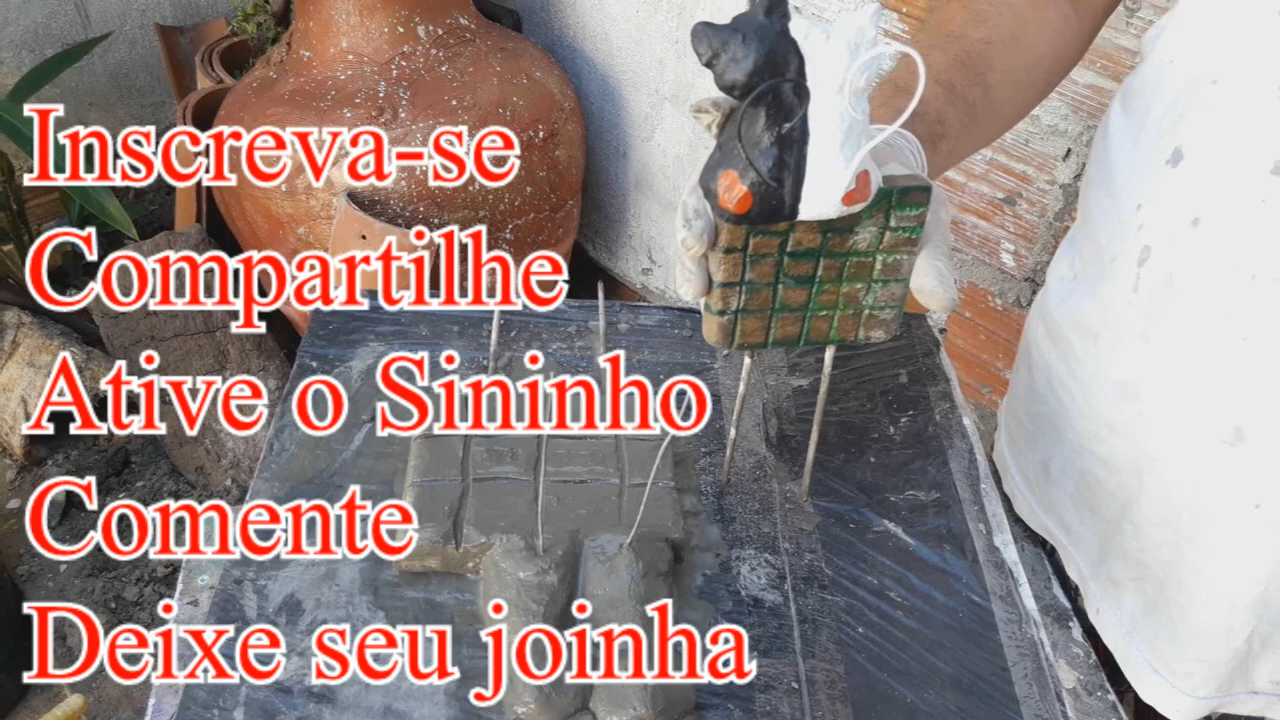 Inscreva-se
Compartilhe
Ative o Sininho
Comente
Deixe seu joinha